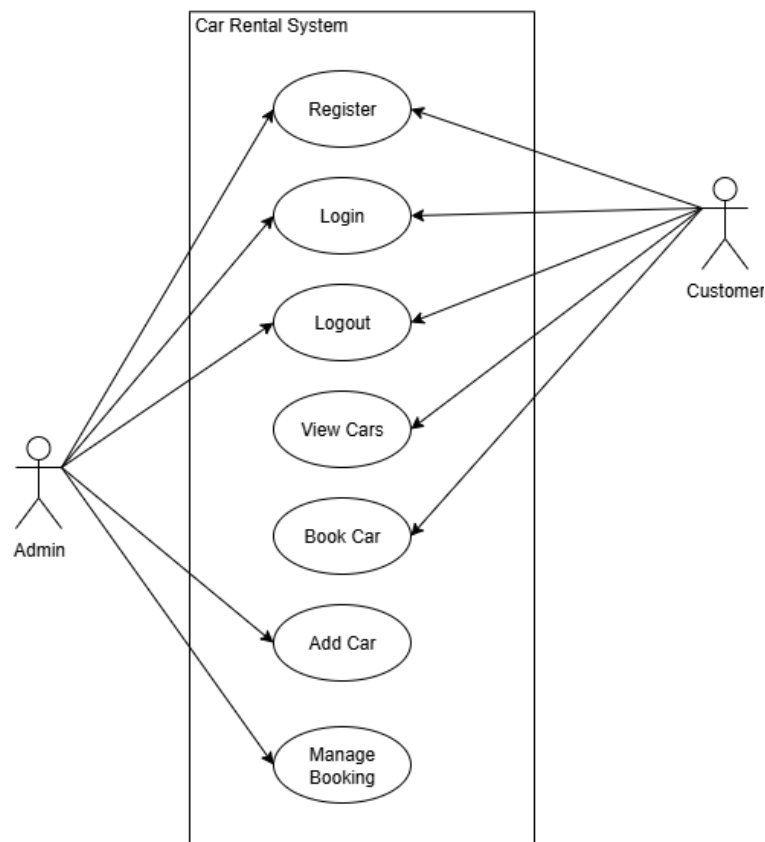 Car Rental System
Register
Login
Customer
Logout
View Cars
Book Car
Admin
Add Car
Manage
Booking